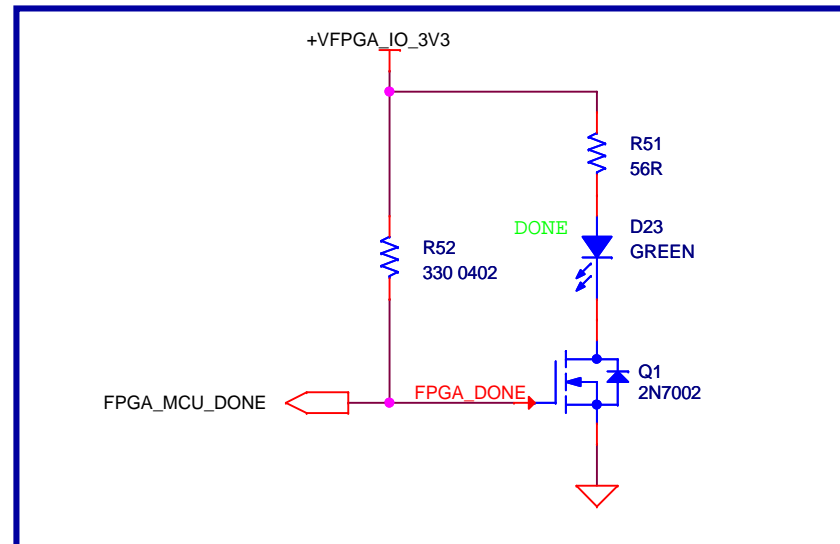 +VFPGA_IO_3V3
R51
56R
DONE
D23
GREEN
R52
330 0402
Q1
2N7002
FPGA_MCU_DONE
FPGA_DONE